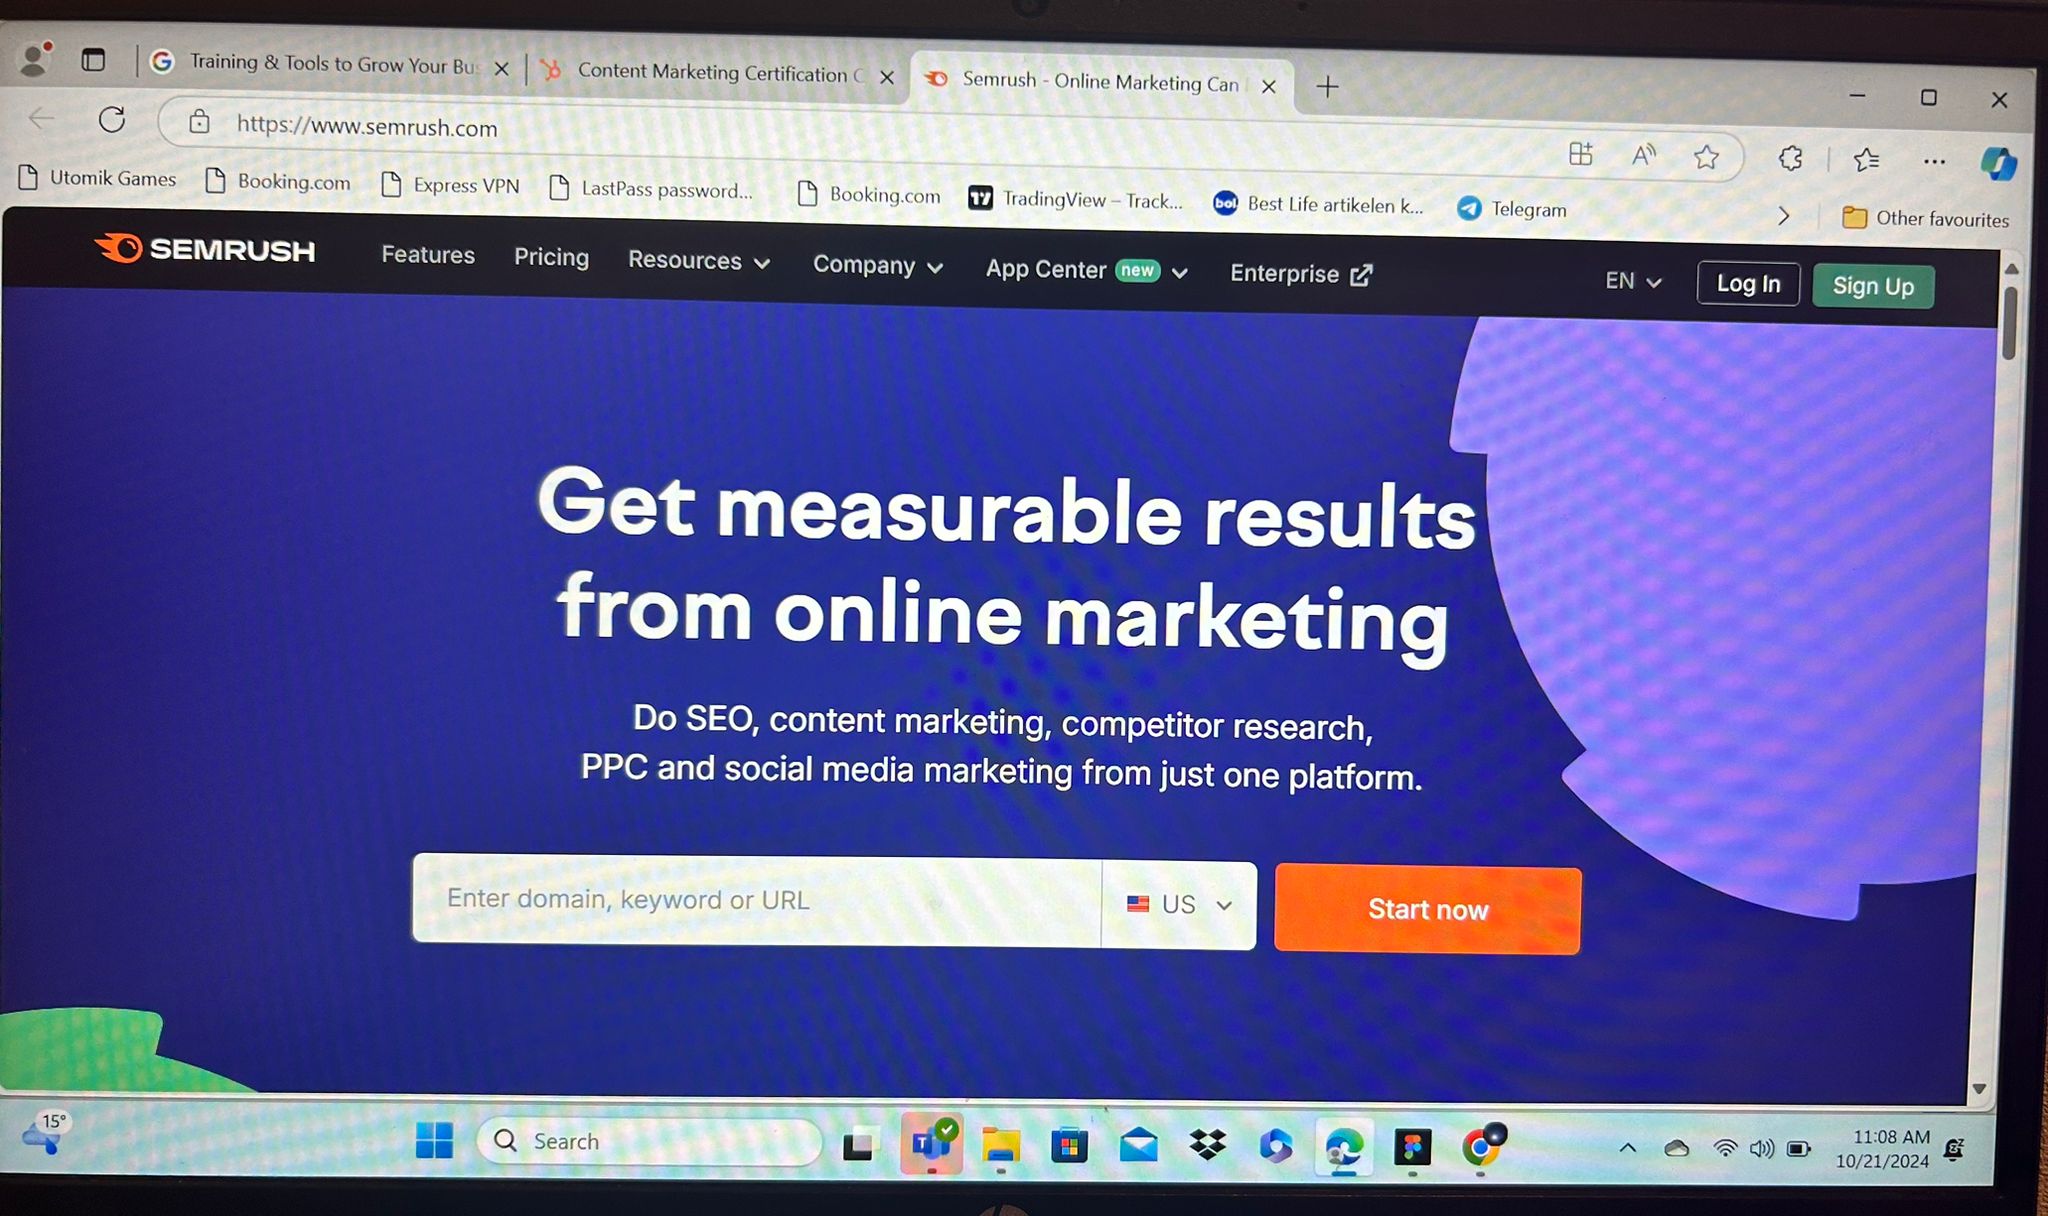 Training & Tools to Grow Your Bu
Content Marketing Certification C
Semrush - Online Marketing Can
https://www.semrush.com
Utomik Games
Booking.com
Express VPN
LastPass password...
Booking.com
TradingView – Track...
bol
Best Life artikelen k...
Telegram
Other favourites
SEMRUSH
Features
Pricing
Resources
Company
App Center new
Enterprise
EN
Log In
Sign Up
Get measurable results
from online marketing
Do SEO, content marketing, competitor research,
PPC and social media marketing from just one platform.
Enter domain, keyword or URL
US
Start now
15°
Search
11:08 AM
10/21/2024